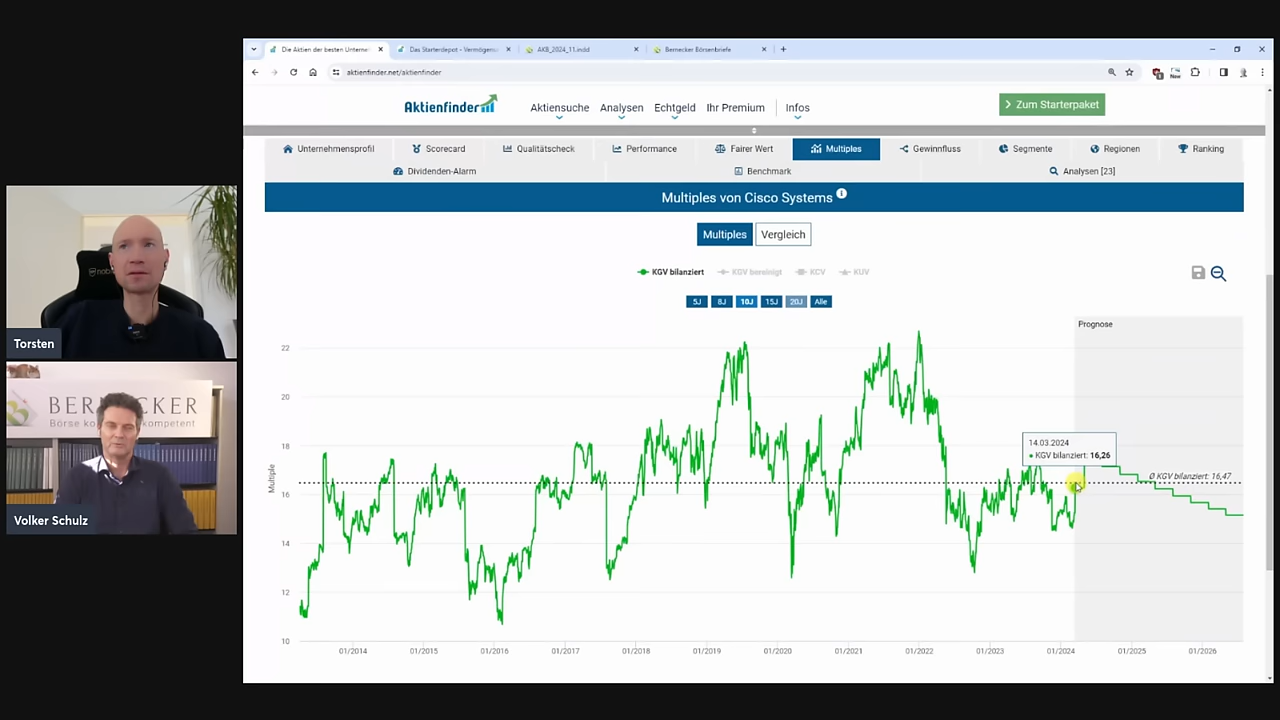 Die Aktien der besten Unterne
Das Starterdepot - Vermögens
AKB_2024_11.indd
Bernecker Börsenbriefe
aktienfinder.net/aktienfinder
New
Aktienfinder
Aktiensuche
Analysen
Echtgeld
Ihr Premium
Infos
Zum Starterpaket
Unternehmensprofil
Scorecard
Qualitätscheck
Performance
Fairer Wert
Multiples
Gewinnfluss
Segmente
Regionen
Ranking
Dividenden-Alarm
Benchmark
Analysen [23]
Multiples von Cisco Systems
Multiples
Vergleich
KGV bilanziert
KGV bereinigt
KCV
KUV
5J
8J
10J
15J
20J
Alle
Prognose
22
20
18
16
14
12
10
Multiple
14.03.2024
KGV bilanziert: 16,26
Ø KGV bilanziert: 16,47
01/2014
01/2015
01/2016
01/2017
01/2018
01/2019
01/2020
01/2021
01/2022
01/2023
01/2024
01/2025
01/2026
Torsten
BERNECKER
Volker Schulz